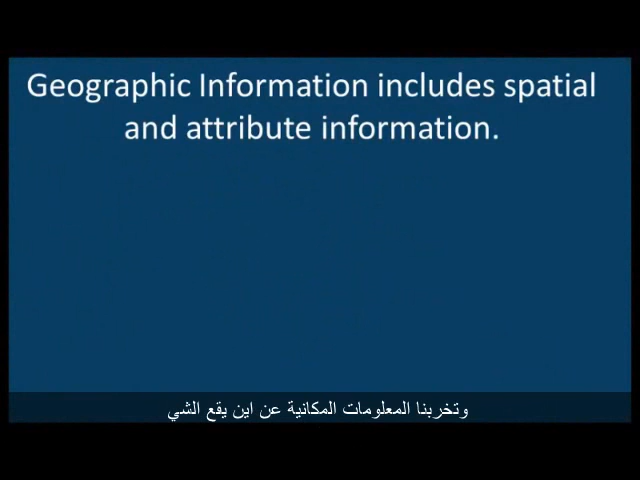 Geographic Information includes spatial
and attribute information.
وتخربنا المعلومات المكانية عن اين يقع الشي